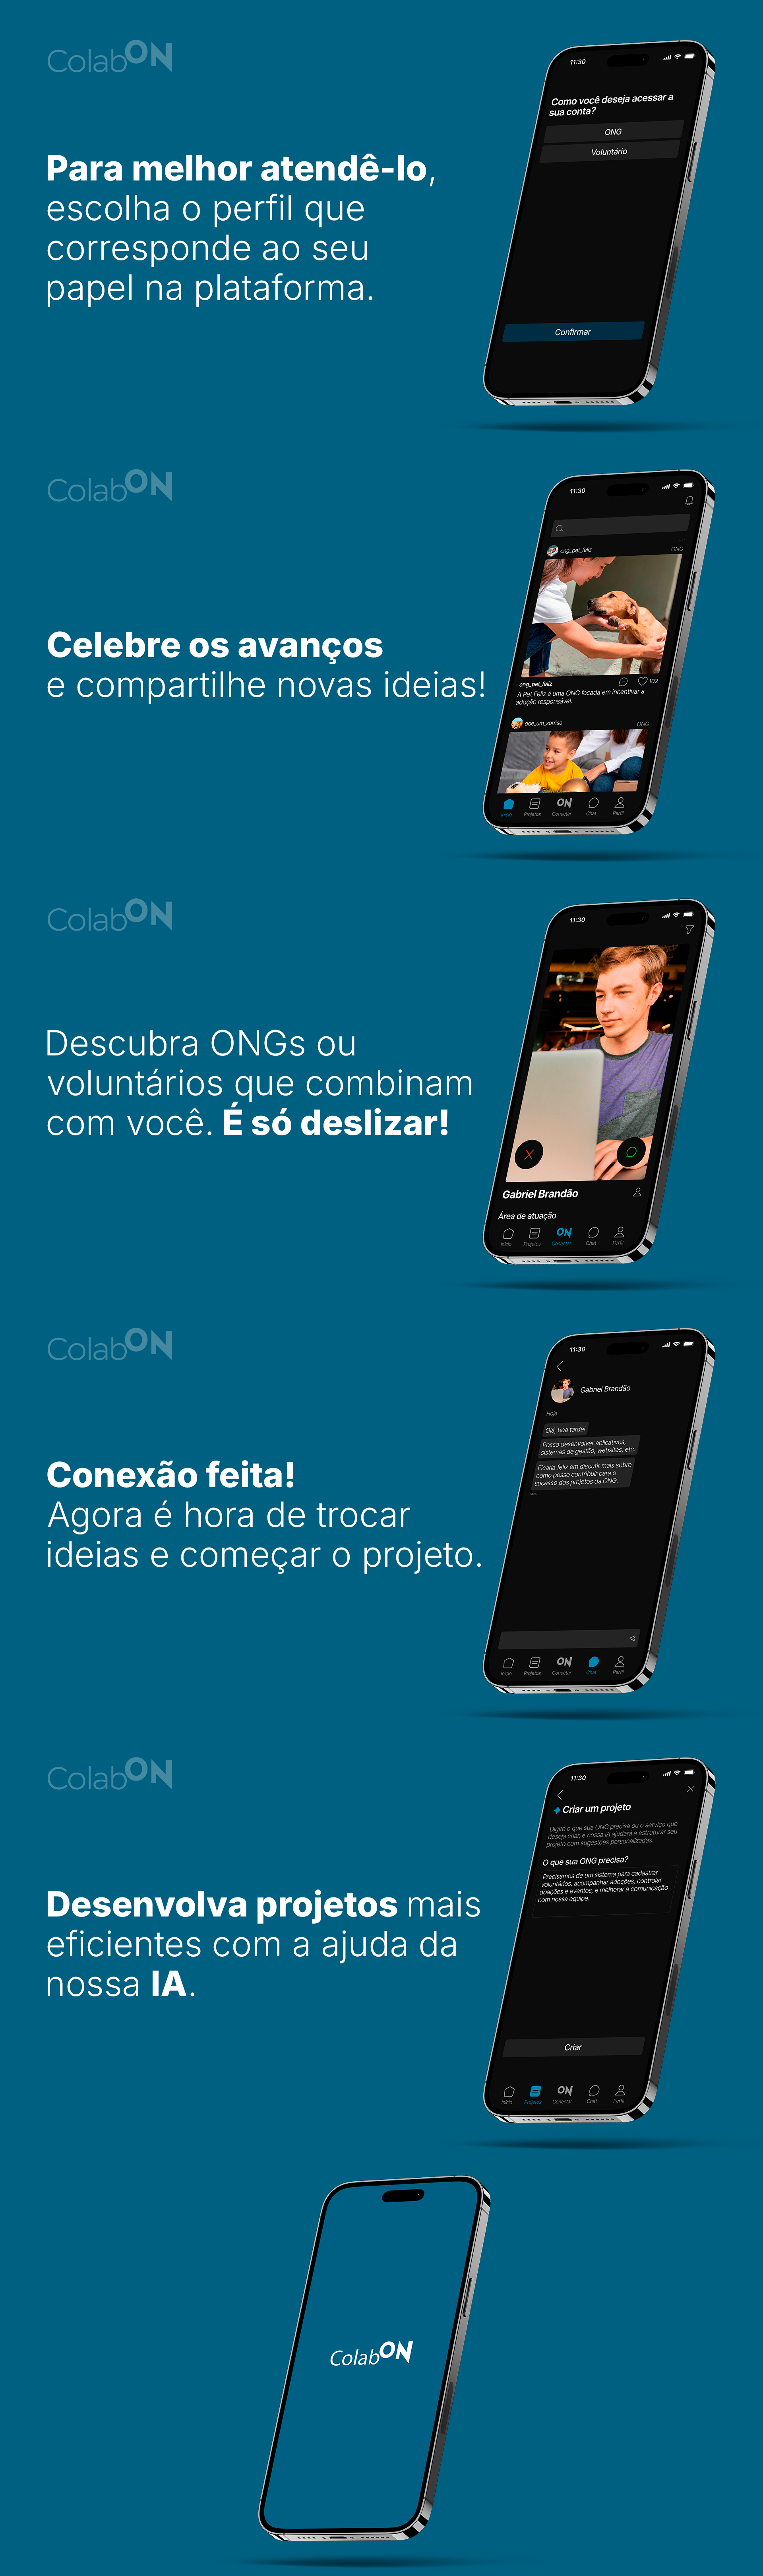 ColabON
Para melhor atendê-lo,
escolha o perfil que
corresponde ao seu
papel na plataforma.
11:30
Como você deseja acessar a
sua conta?
ONG
Voluntário
Confirmar
ColabON
Celebre os avanços
e compartilhe novas ideias!
11:30
ong_pet_feliz
ONG
ong_pet_feliz
102
A Pet Feliz é uma ONG focada em incentivar a
adoção responsável.
doe_um_sorriso
ONG
Início Projetos ON Conectar Chat Perfil
ColabON
Descubra ONGs ou
voluntários que combinam
com você. É só deslizar!
11:30
Gabriel Brandão
Área de atuação
Início Projetos ON Conectar Chat Perfil
ColabON
Conexão feita!
Agora é hora de trocar
ideias e começar o projeto.
11:30
Gabriel Brandão
Hoje
Olá, boa tarde!
Posso desenvolver aplicativos,
sistemas de gestão, websites, etc.
Ficaria feliz em discutir mais sobre
como posso contribuir para o
sucesso dos projetos da ONG.
Início Projetos ON Conectar Chat Perfil
ColabON
Desenvolva projetos mais
eficientes com a ajuda da
nossa IA.
11:30
Criar um projeto
Digite o que sua ONG precisa ou o serviço que
deseja criar, e nossa IA ajudará a estruturar seu
projeto com sugestões personalizadas.
O que sua ONG precisa?
Precisamos de um sistema para cadastrar
voluntários, acompanhar adoções, controlar
doações e eventos, e melhorar a comunicação
com nossa equipe.
Criar
Início Projetos ON Conectar Chat Perfil
ColabON